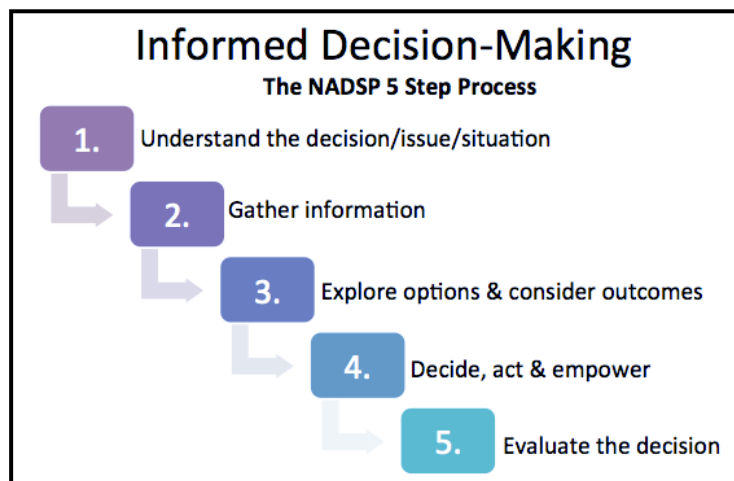 Informed Decision-Making
The NADSP 5 Step Process
1. Understand the decision/issue/situation
2. Gather information
3. Explore options & consider outcomes
4. Decide, act & empower
5. Evaluate the decision